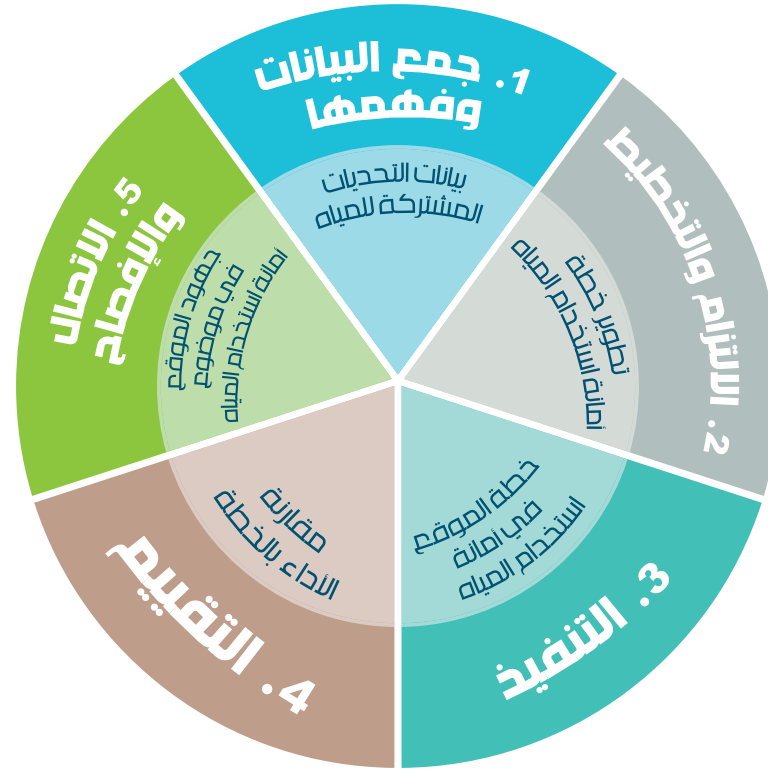 1. جمع البيانات
وفهمها
بيانات التحديات
المشتركة للمياه
2. الالتزام والتخطيط
تطوير خطة
أمانة استخدام المياه
3. التنفيذ
خطة الموقع
في أمانة
استخدام المياه
4. التقييم
مقارنة
الأداء بالخطة
5. الاتصال
والإفصاح
جهود الموقع
في موضوع
أمانة استخدام المياه